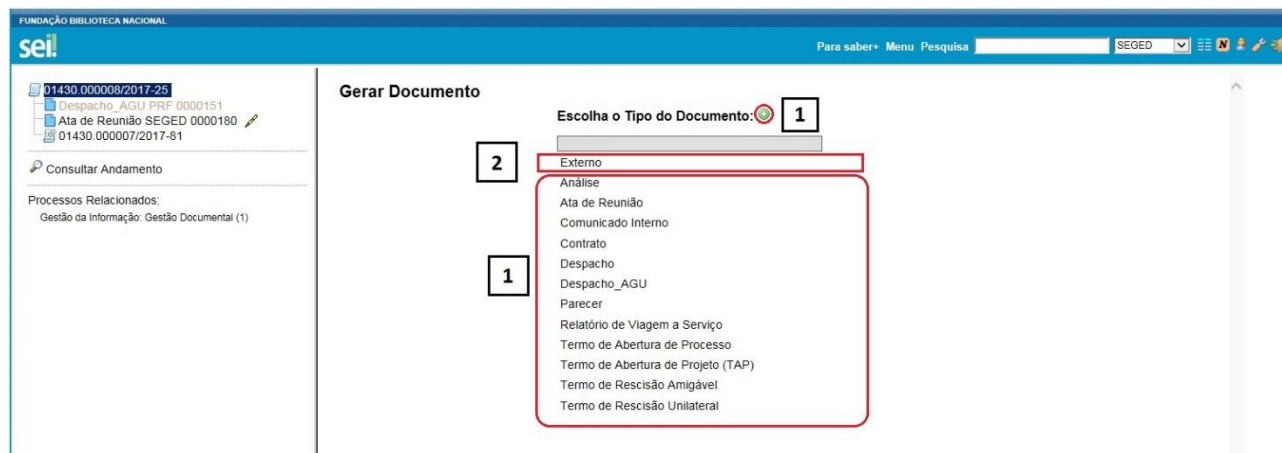 FUNDAÇÃO BIBLIOTECA NACIONAL
sei!
Para saber+ Menu Pesquisa
SEGED
N
01430.000008/2017-25
Despacho_AGU PRF 0000151
Ata de Reunião SEGED 0000180
01430.000007/2017-81
Consultar Andamento
Processos Relacionados:
Gestão da Informação: Gestão Documental (1)
Gerar Documento
Escolha o Tipo do Documento:
1
2
Externo
Análise
Ata de Reunião
Comunicado Interno
Contrato
Despacho
1
Despacho_AGU
Parecer
Relatório de Viagem a Serviço
Termo de Abertura de Processo
Termo de Abertura de Projeto (TAP)
Termo de Rescisão Amigável
Termo de Rescisão Unilateral